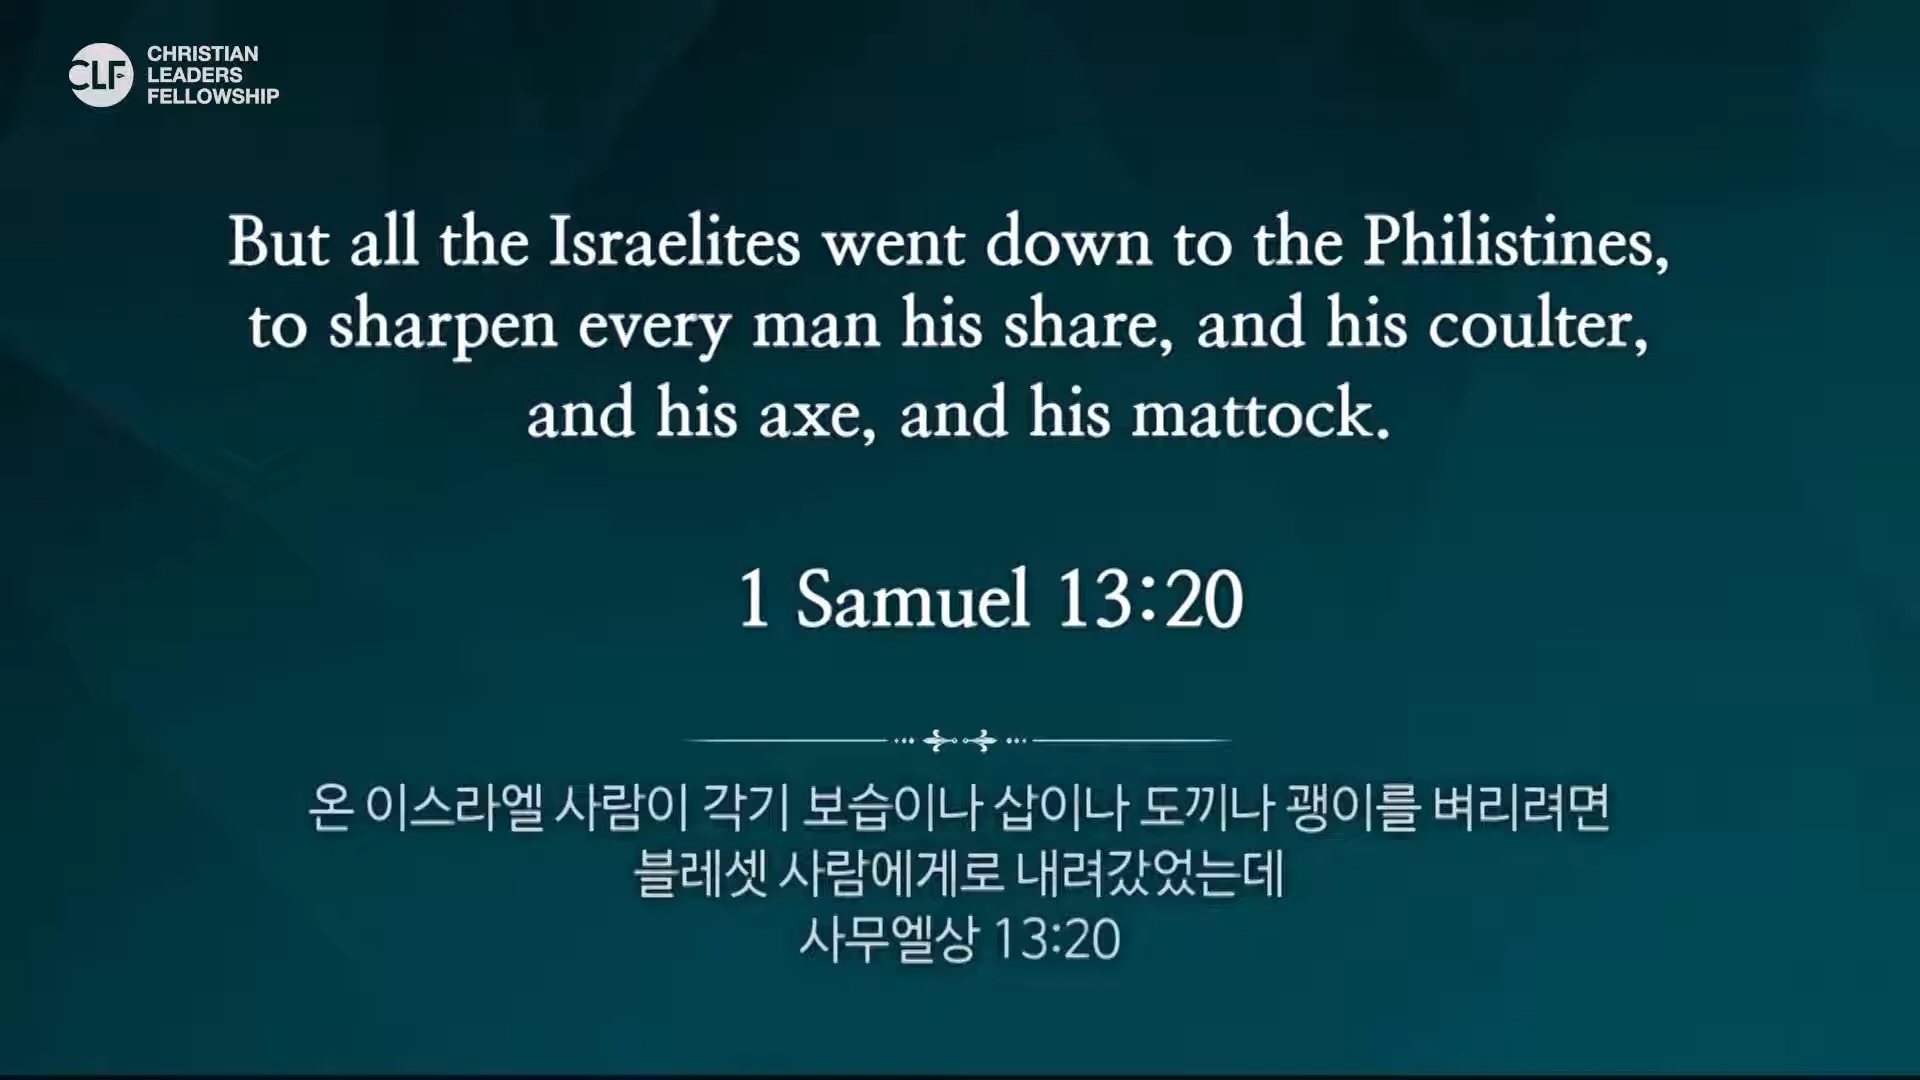 CLF
CHRISTIAN
LEADERS
FELLOWSHIP
But all the Israelites went down to the Philistines,
to sharpen every man his share, and his coulter,
and his axe, and his mattock.
1 Samuel 13:20
온 이스라엘 사람이 각기 보습이나 삽이나 도끼나 괭이를 벼리려면
블레셋 사람에게로 내려갔었는데
사무엘상 13:20